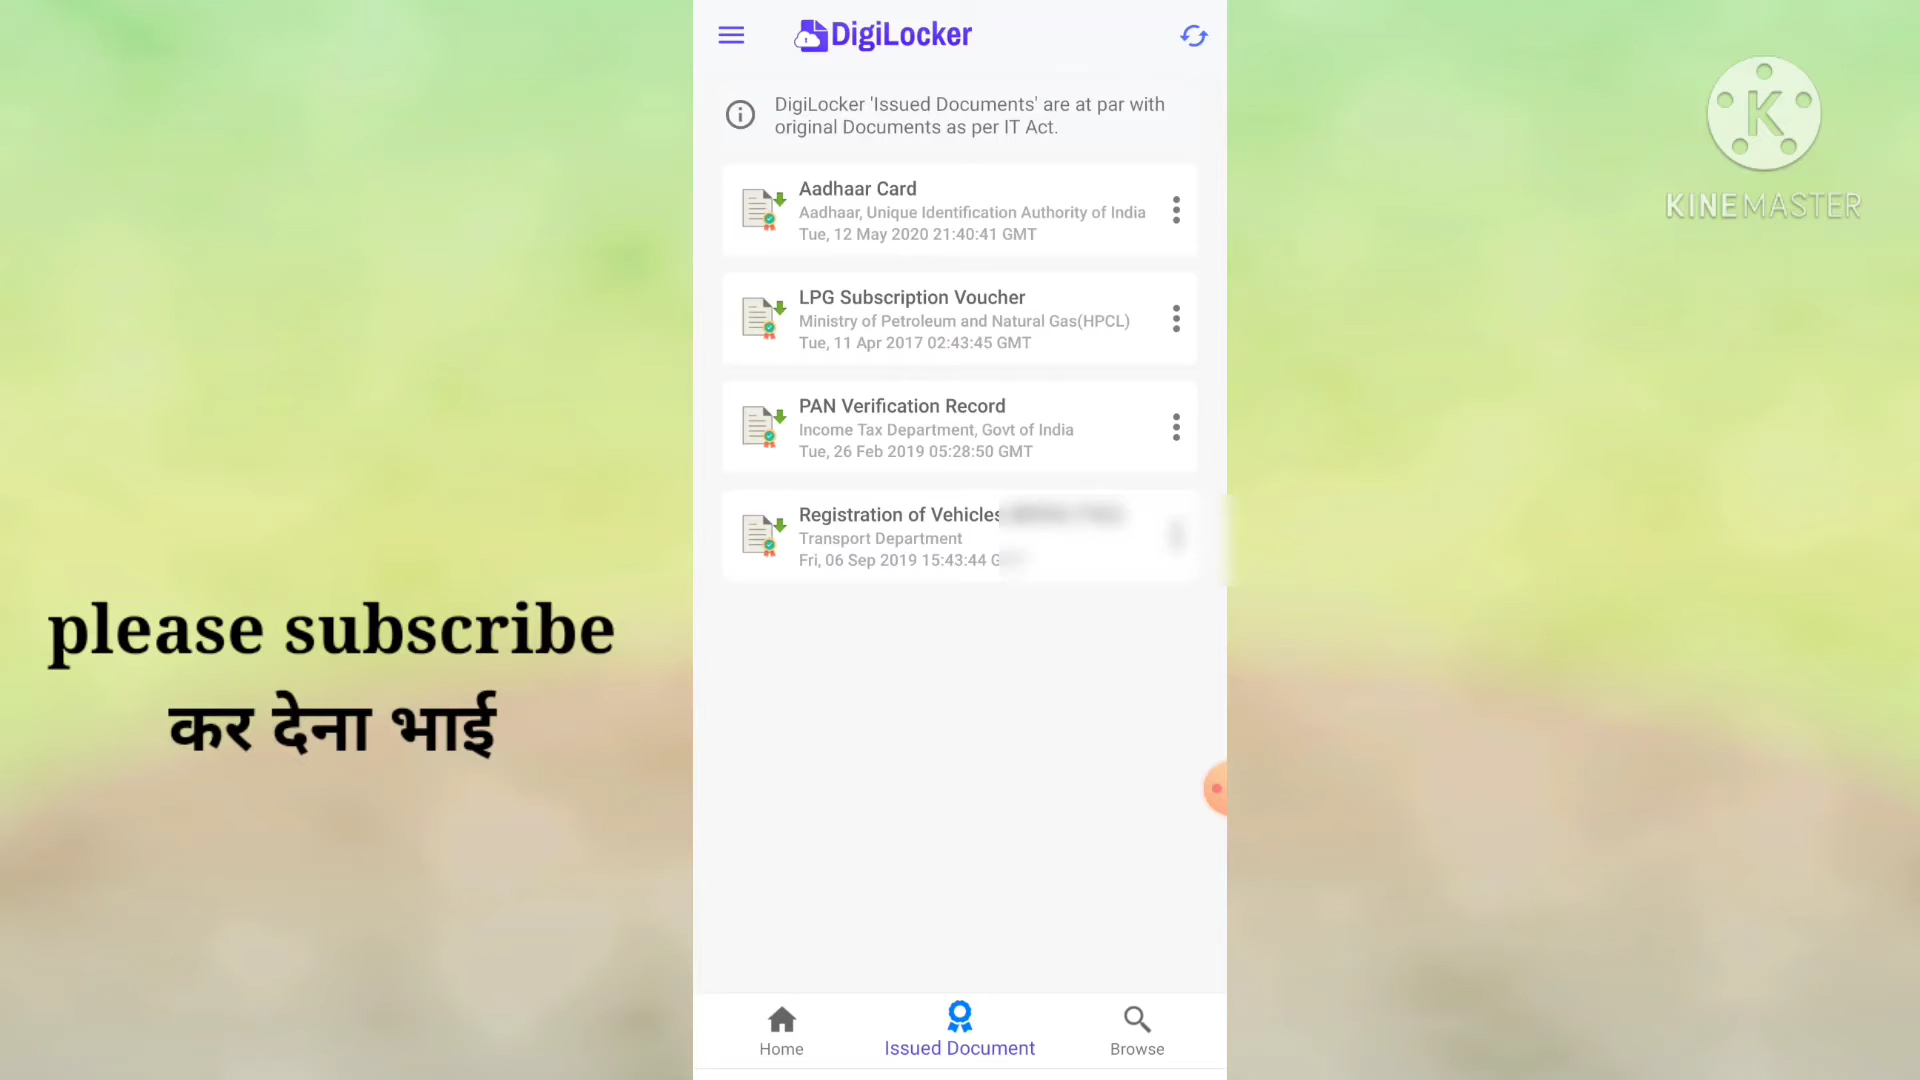 DigiLocker
DigiLocker 'Issued Documents' are at par with
original Documents as per IT Act.
Aadhaar Card
Aadhaar, Unique Identification Authority of India
Tue, 12 May 2020 21:40:41 GMT
LPG Subscription Voucher
Ministry of Petroleum and Natural Gas(HPCL)
Tue, 11 Apr 2017 02:43:45 GMT
PAN Verification Record
Income Tax Department, Govt of India
Tue, 26 Feb 2019 05:28:50 GMT
Registration of Vehicles
Transport Department
Fri, 06 Sep 2019 15:43:44
Home
Issued Document
Browse
please subscribe
कर देना भाई
K
KINEMASTER